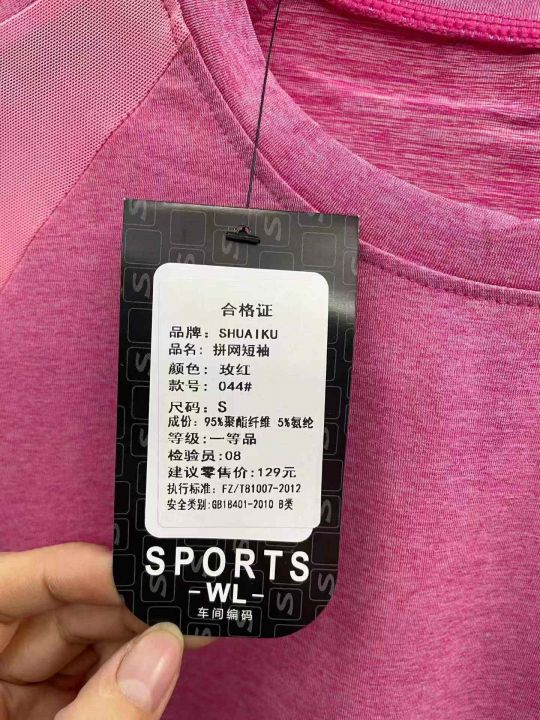 合格证
品牌: SHUAIKU
品名: 拼网短袖
颜色: 玫红
款号: 044#
尺码: S
成份: 95%聚酯纤维 5%氨纶
等级:一等品
检验员:08
建议零售价:129元
执行标准: FZ/T81007-2012
安全类别:GB18401-2010 B类
SPORTS
-WL-
车间编码